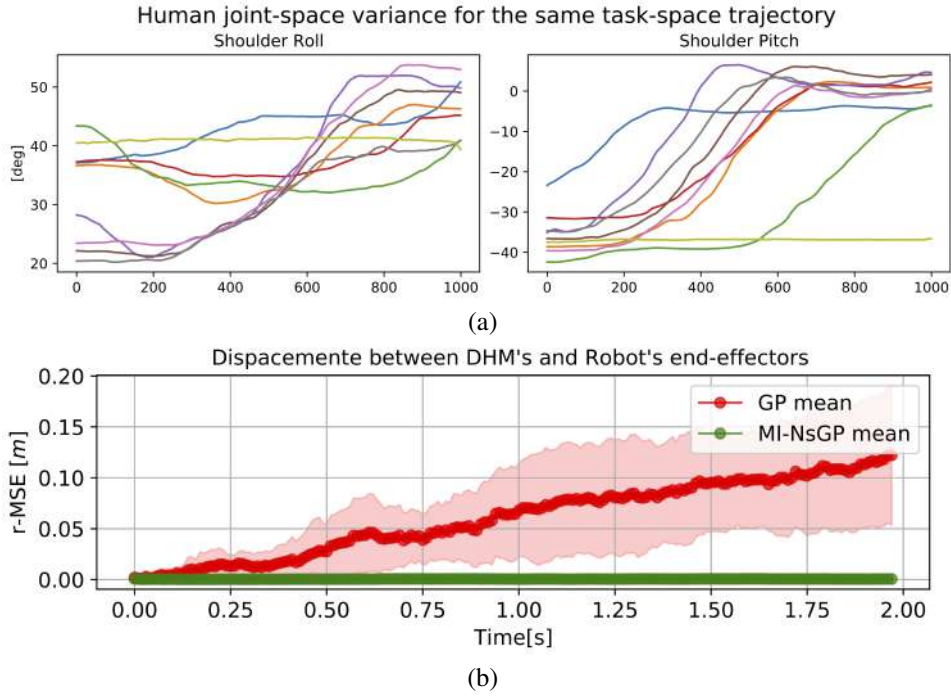 Human joint-space variance for the same task-space trajectory
Shoulder Roll
Shoulder Pitch
[deg]
50
40
30
20
0 200 400 600 800 1000
0
−10
−20
−30
−40
0 200 400 600 800 1000
(a)
Dispacemente between DHM's and Robot's end-effectors
r-MSE [m]
0.20
0.15
0.10
0.05
0.00
GP mean
MI-NsGP mean
0.00 0.25 0.50 0.75 1.00 1.25 1.50 1.75 2.00
Time[s]
(b)